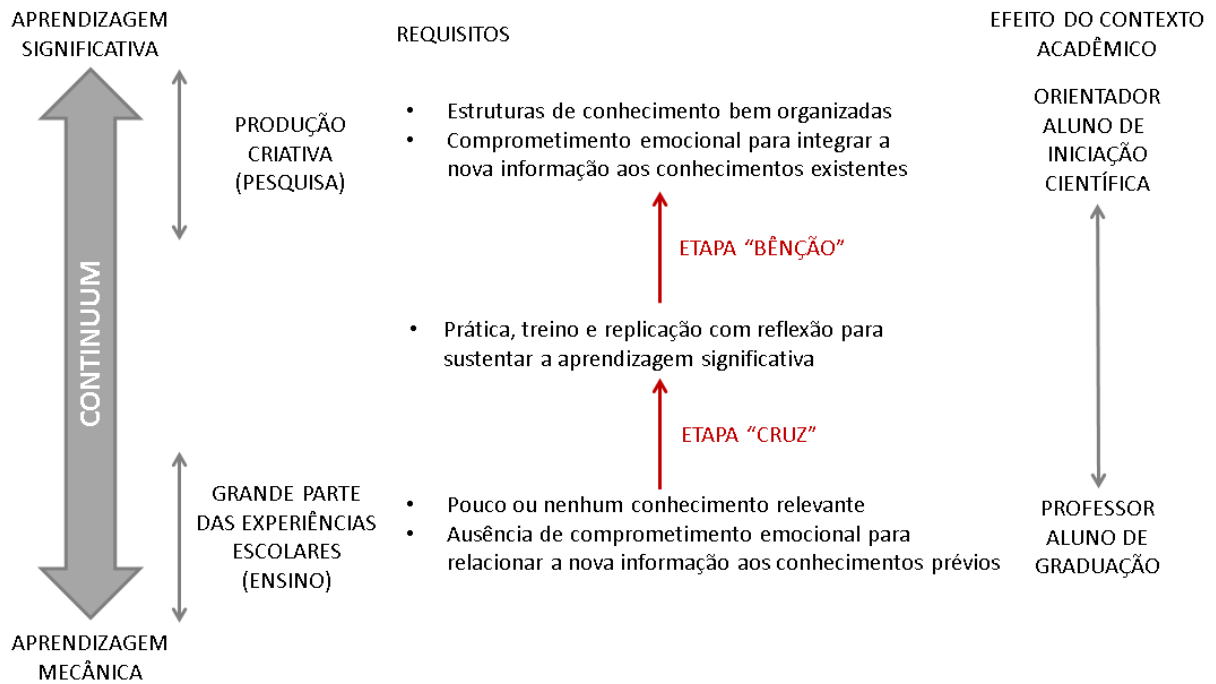 APRENDIZAGEM
SIGNIFICATIVA
REQUISITOS
EFEITO DO CONTEXTO
ACADÊMICO
CONTINUUM
PRODUÇÃO
CRIATIVA
(PESQUISA)
• Estruturas de conhecimento bem organizadas
• Comprometimento emocional para integrar a
nova informação aos conhecimentos existentes
ORIENTADOR
ALUNO DE
INICIAÇÃO
CIENTÍFICA
ETAPA “BÊNÇÃO”
• Prática, treino e replicação com reflexão para
sustentar a aprendizagem significativa
ETAPA “CRUZ”
GRANDE PARTE
DAS EXPERIÊNCIAS
ESCOLARES
(ENSINO)
• Pouco ou nenhum conhecimento relevante
• Ausência de comprometimento emocional para
relacionar a nova informação aos conhecimentos prévios
PROFESSOR
ALUNO DE
GRADUAÇÃO
APRENDIZAGEM
MECÂNICA